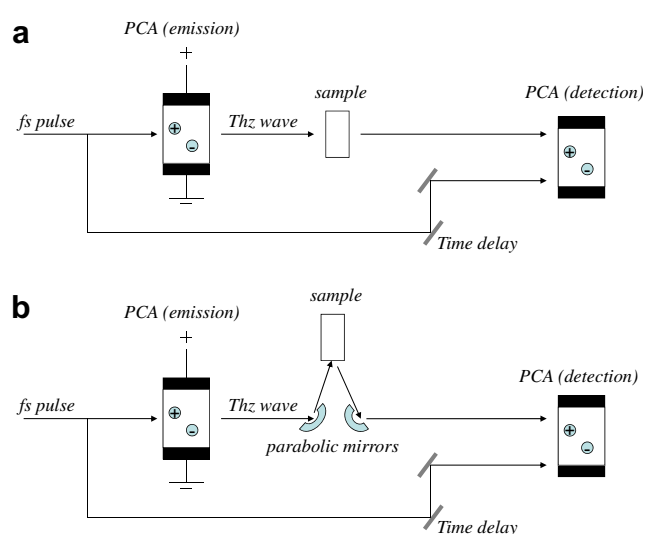 a
PCA (emission)
+
sample
PCA (detection)
fs pulse
Thz wave
+
-
+
-
Time delay
b
sample
PCA (emission)
+
PCA (detection)
fs pulse
Thz wave
+
-
parabolic mirrors
+
-
Time delay